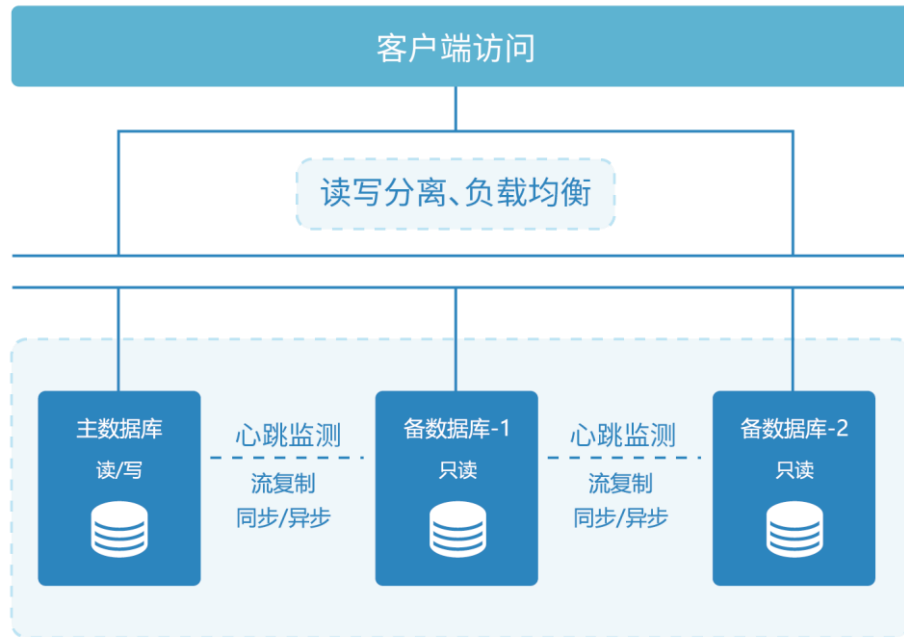 客户端访问
读写分离、负载均衡
主数据库
读/写
心跳监测
流复制
同步/异步
备数据库-1
只读
心跳监测
流复制
同步/异步
备数据库-2
只读